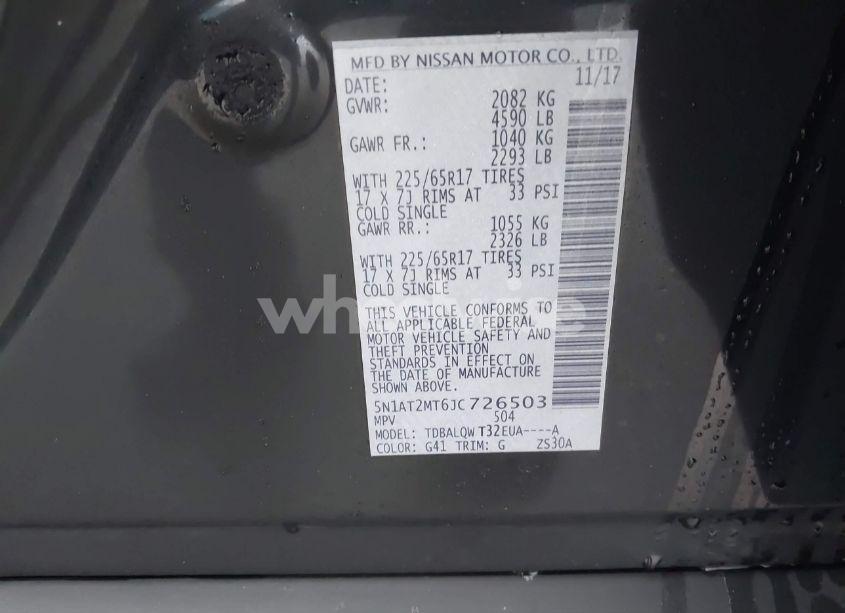 MFD BY NISSAN MOTOR CO., LTD.
DATE: 11/17
GVWR: 2082 KG
4590 LB
GAWR FR.: 1040 KG
2293 LB
WITH 225/65R17 TIRES
17 X 7J RIMS AT 33 PSI
COLD SINGLE
GAWR RR.: 1055 KG
2326 LB
WITH 225/65R17 TIRES
17 X 7J RIMS AT 33 PSI
COLD SINGLE
THIS VEHICLE CONFORMS TO
ALL APPLICABLE FEDERAL
MOTOR VEHICLE SAFETY AND
THEFT PREVENTION
STANDARDS IN EFFECT ON
THE DATE OF MANUFACTURE
SHOWN ABOVE.
5N1AT2MT6JC726503
MPV 504
MODEL: TDBALQW T32EUA----A
COLOR: G41 TRIM: G ZS30A